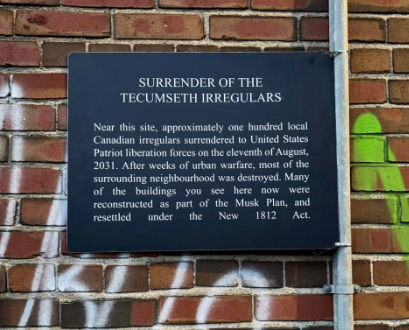 SURRENDER OF THE
TECUMSETH IRREGULARS
Near this site, approximately one hundred local
Canadian irregulars surrendered to United States
Patriot liberation forces on the eleventh of August,
2031. After weeks of urban warfare, most of the
surrounding neighbourhood was destroyed. Many
of the buildings you see here now were
reconstructed as part of the Musk Plan, and
resettled under the New 1812 Act.